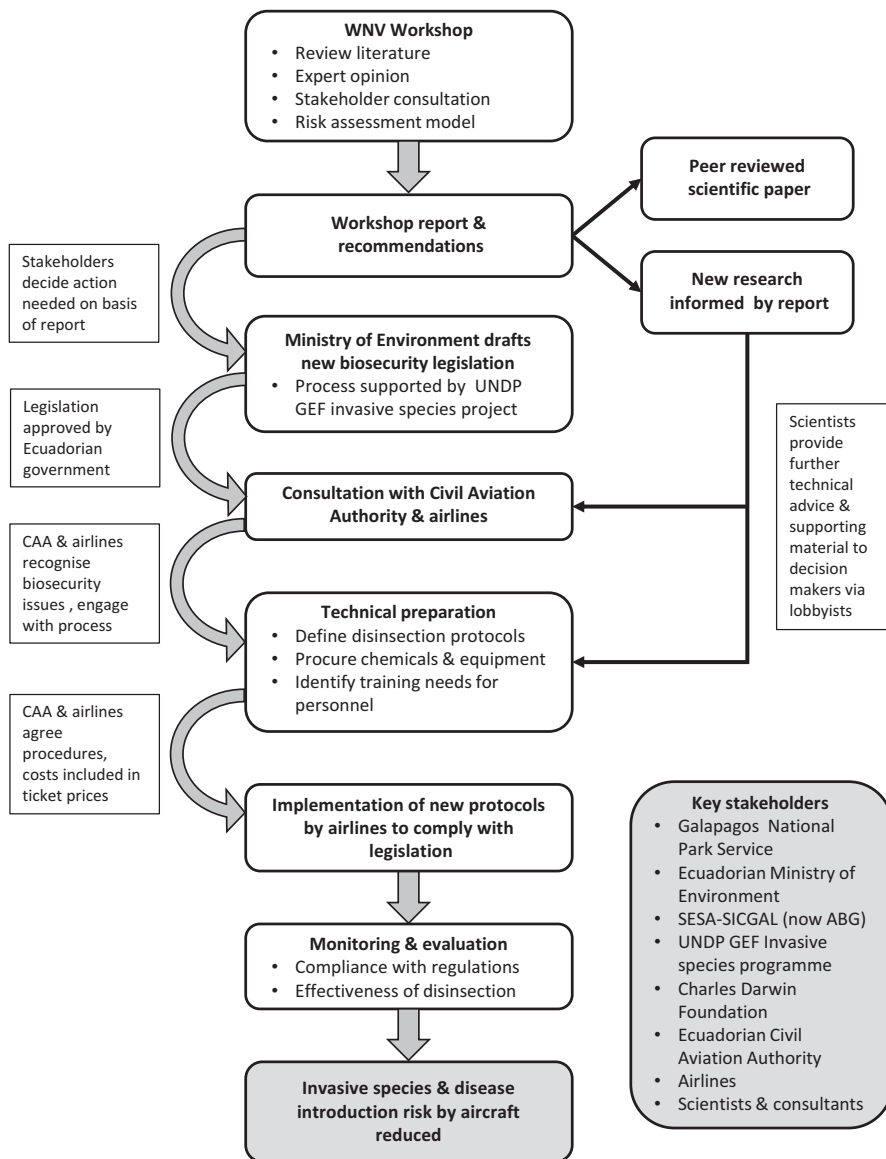 WNV Workshop
• Review literature
• Expert opinion
• Stakeholder consultation
• Risk assessment model
Peer reviewed
scientific paper
Workshop report &
recommendations
New research
informed by report
Stakeholders
decide action
needed on basis
of report
Ministry of Environment drafts
new biosecurity legislation
• Process supported by UNDP
GEF invasive species project
Legislation
approved by
Ecuadorian
government
Scientists
provide
further
technical
advice &
supporting
material to
decision
makers via
lobbyists
Consultation with Civil Aviation
Authority & airlines
CAA & airlines
recognise
biosecurity
issues , engage
with process
Technical preparation
• Define disinsection protocols
• Procure chemicals & equipment
• Identify training needs for
personnel
CAA & airlines
agree
procedures,
costs included in
ticket prices
Implementation of new protocols
by airlines to comply with
legislation
Monitoring & evaluation
• Compliance with regulations
• Effectiveness of disinsection
Invasive species & disease
introduction risk by aircraft
reduced
Key stakeholders
• Galapagos National
Park Service
• Ecuadorian Ministry of
Environment
• SESA-SICGAL (now ABG)
• UNDP GEF Invasive
species programme
• Charles Darwin
Foundation
• Ecuadorian Civil
Aviation Authority
• Airlines
• Scientists & consultants